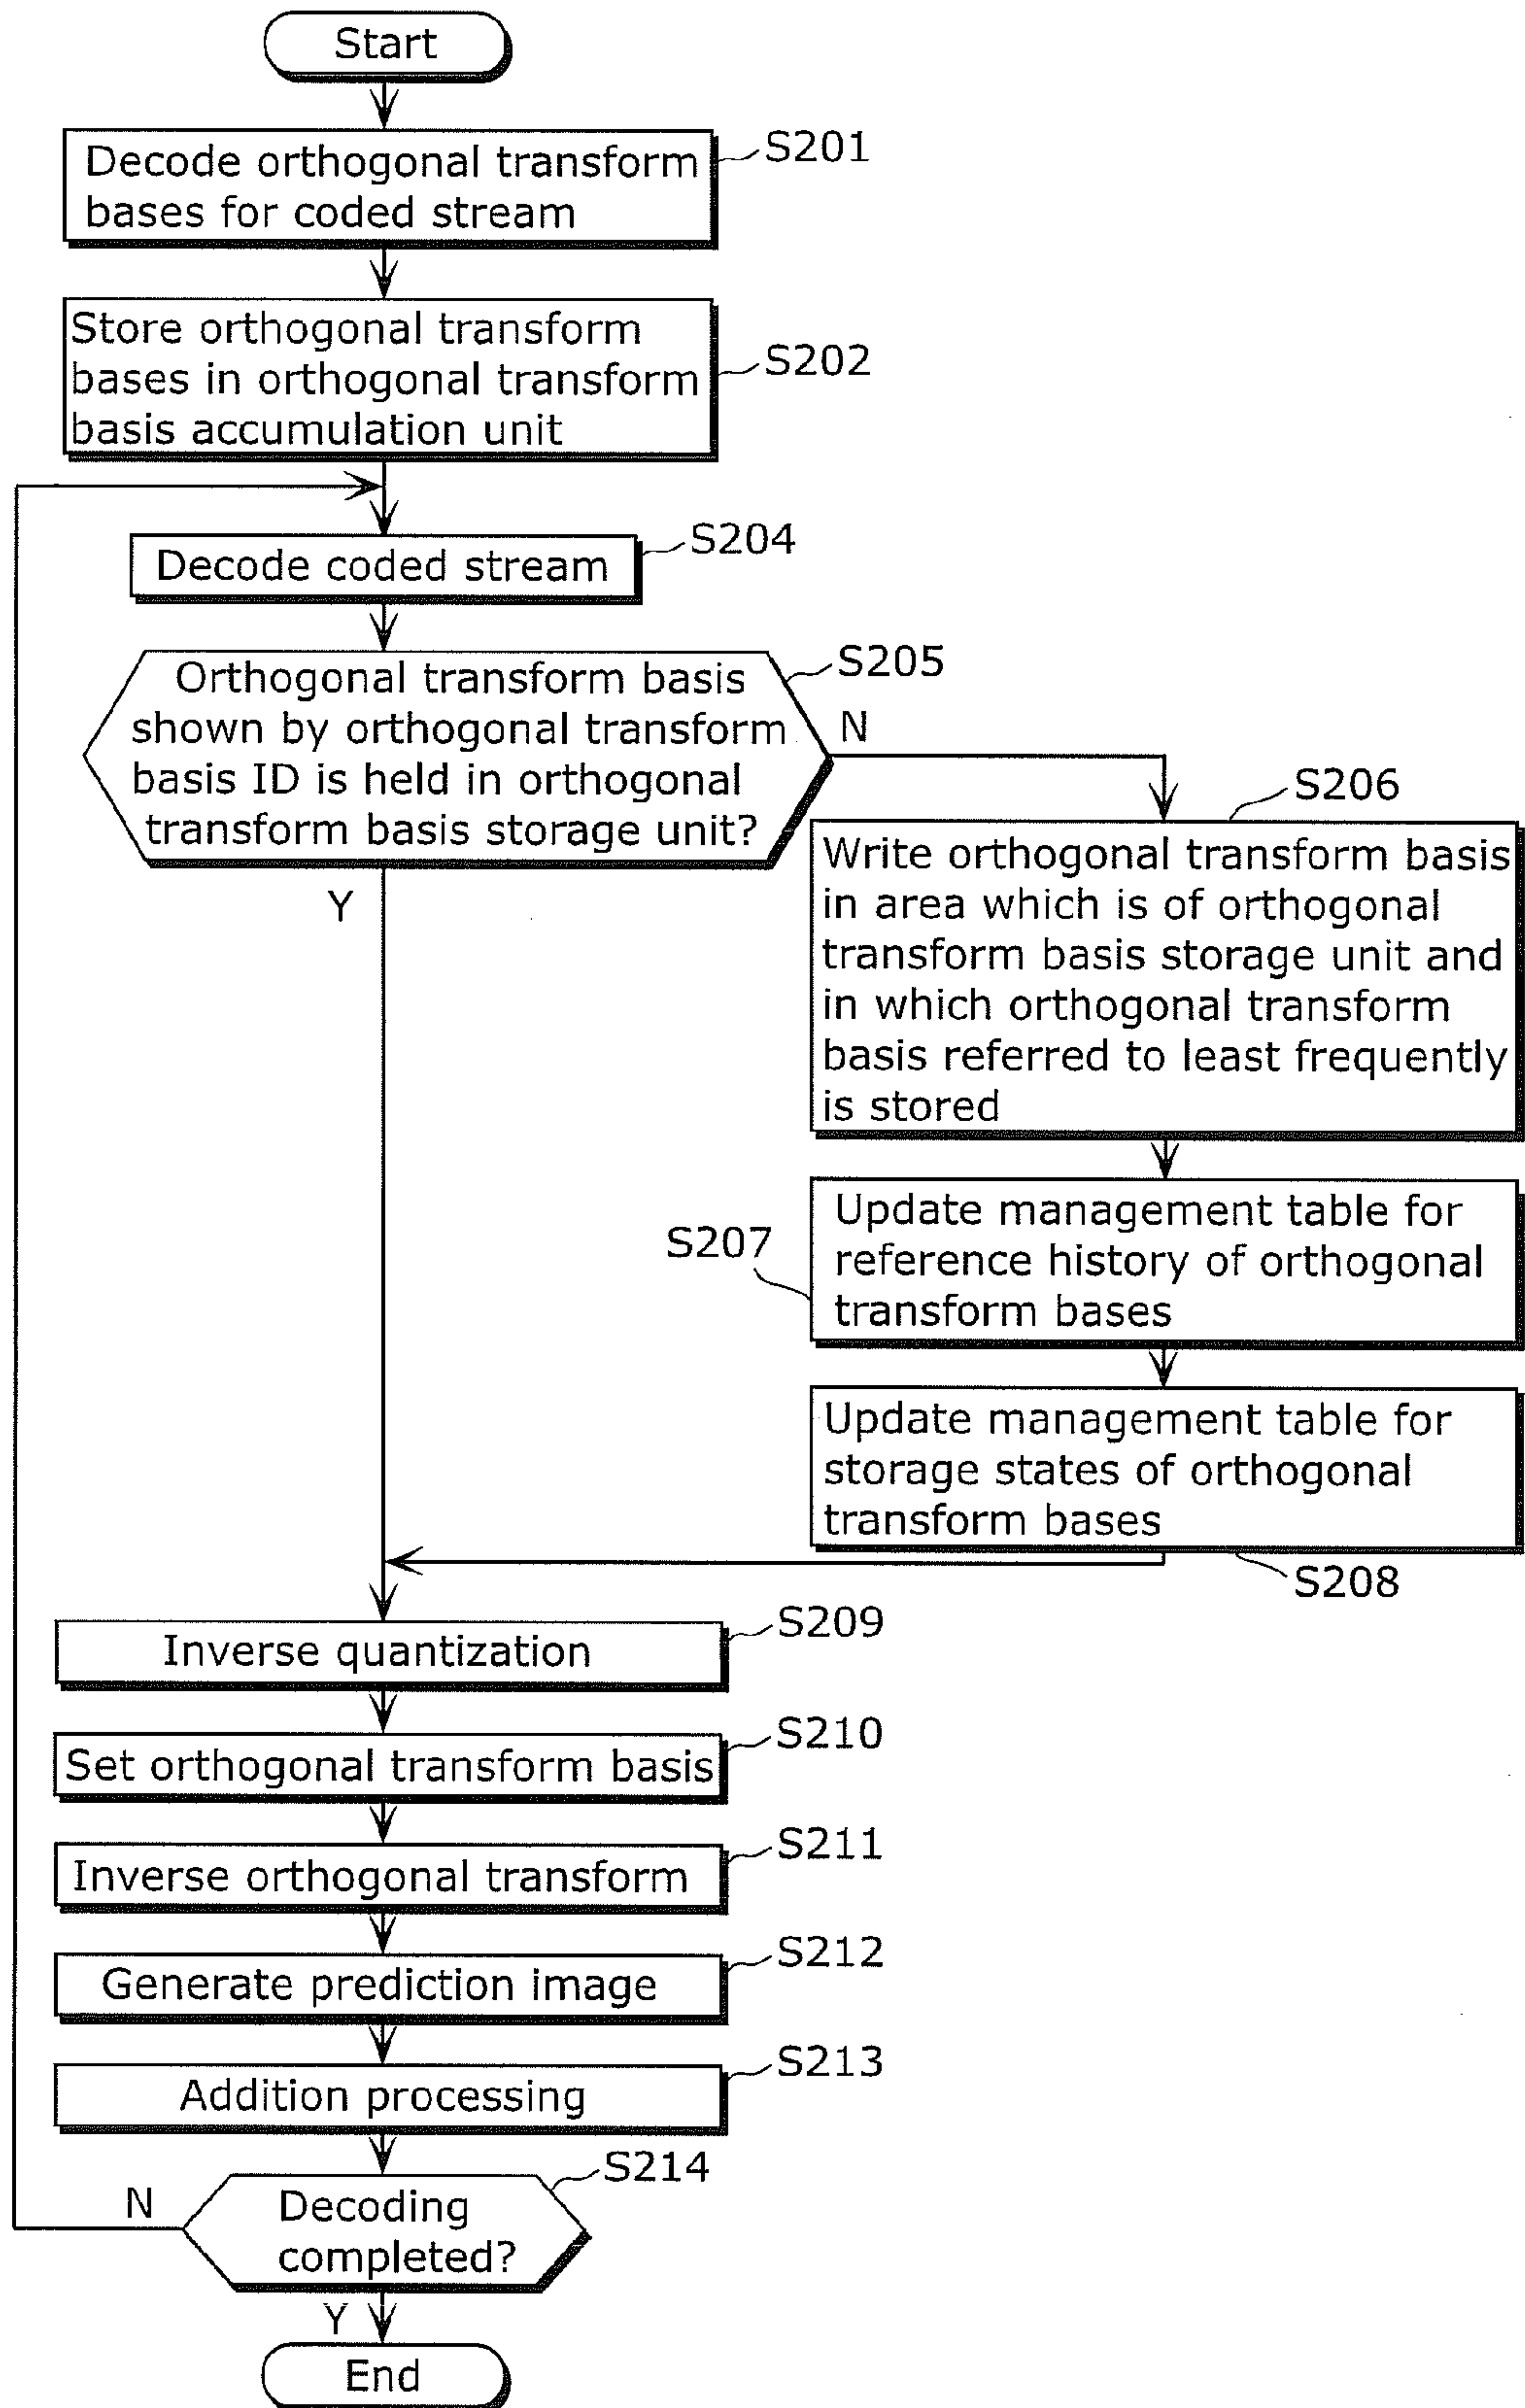 Start
Decode orthogonal transform
bases for coded stream
S201
Store orthogonal transform
bases in orthogonal transform
basis accumulation unit
S202
Decode coded stream
S204
Orthogonal transform basis
shown by orthogonal transform
basis ID is held in orthogonal
transform basis storage unit?
S205
N
Y
S206
Write orthogonal transform basis
in area which is of orthogonal
transform basis storage unit and
in which orthogonal transform
basis referred to least frequently
is stored
S207
Update management table for
reference history of orthogonal
transform bases
Update management table for
storage states of orthogonal
transform bases
S208
Inverse quantization
S209
Set orthogonal transform basis
S210
Inverse orthogonal transform
S211
Generate prediction image
S212
Addition processing
S213
Decoding
completed?
S214
N
Y
End